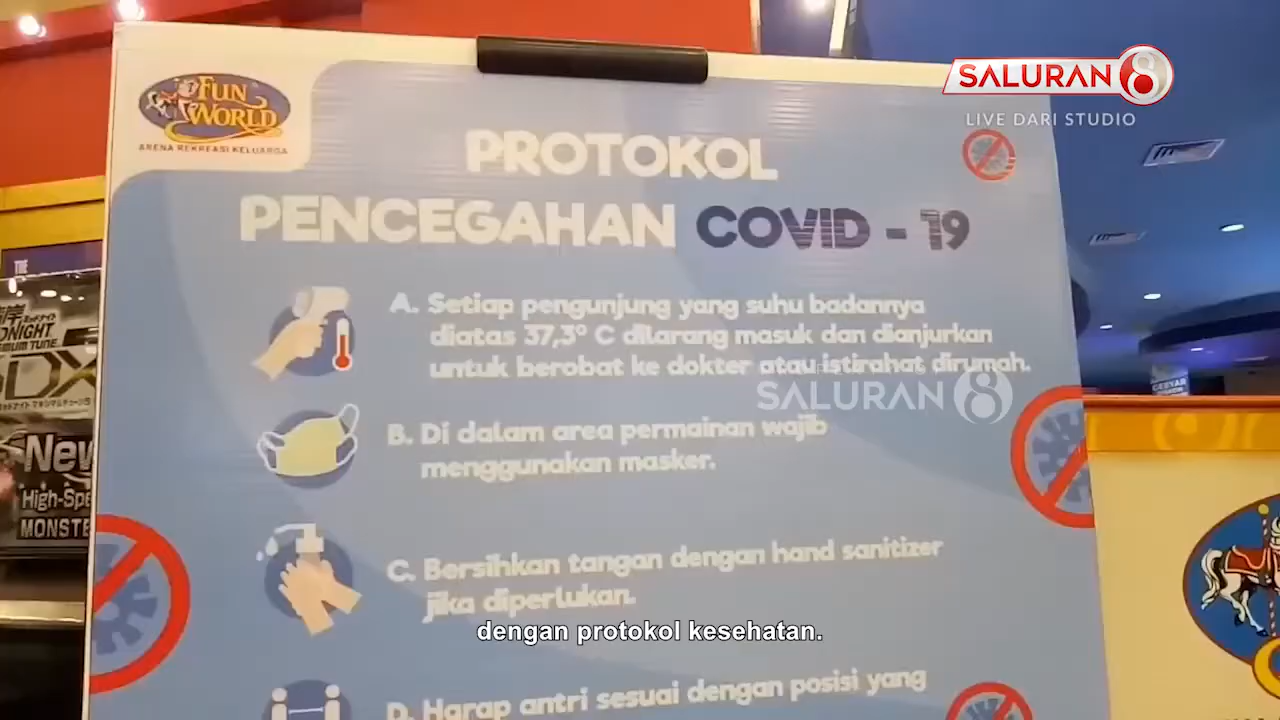 SALURAN 8
LIVE DARI STUDIO
FUN
WORLD
ARENA REKREASI KELUARGA
PROTOKOL
PENCEGAHAN COVID - 19
A. Setiap pengunjung yang suhu badannya
diatas 37,3° C dilarang masuk dan dianjurkan
untuk berobat ke dokter atau istirahat dirumah.
SALURAN 8
B. Di dalam area permainan wajib
menggunakan masker.
C. Bersihkan tangan dengan hand sanitizer
jika diperlukan.
dengan protokol kesehatan.
D. Harap antri sesuai dengan posisi yang
THE
DX
New
High-Spe
MONSTE